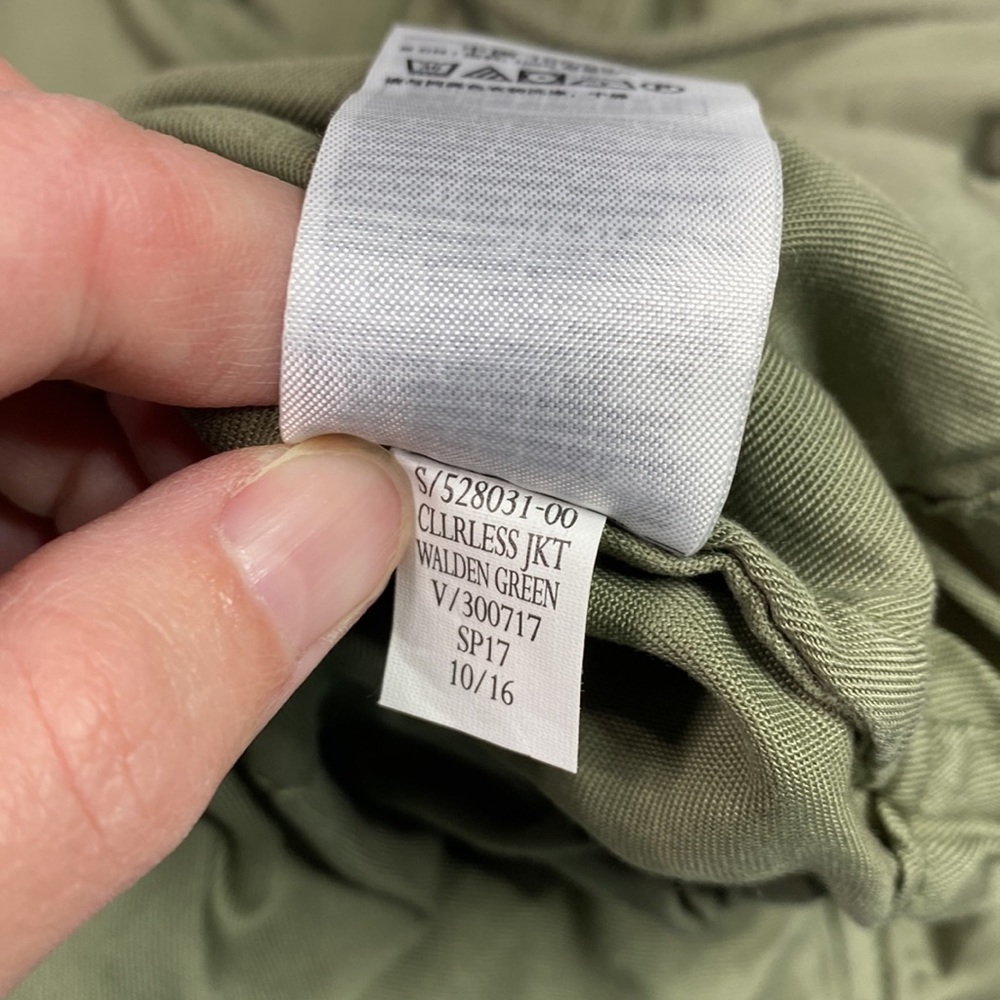 S/528031-00
CLLRLESS JKT
WALDEN GREEN
V/300717
SP17
10/16